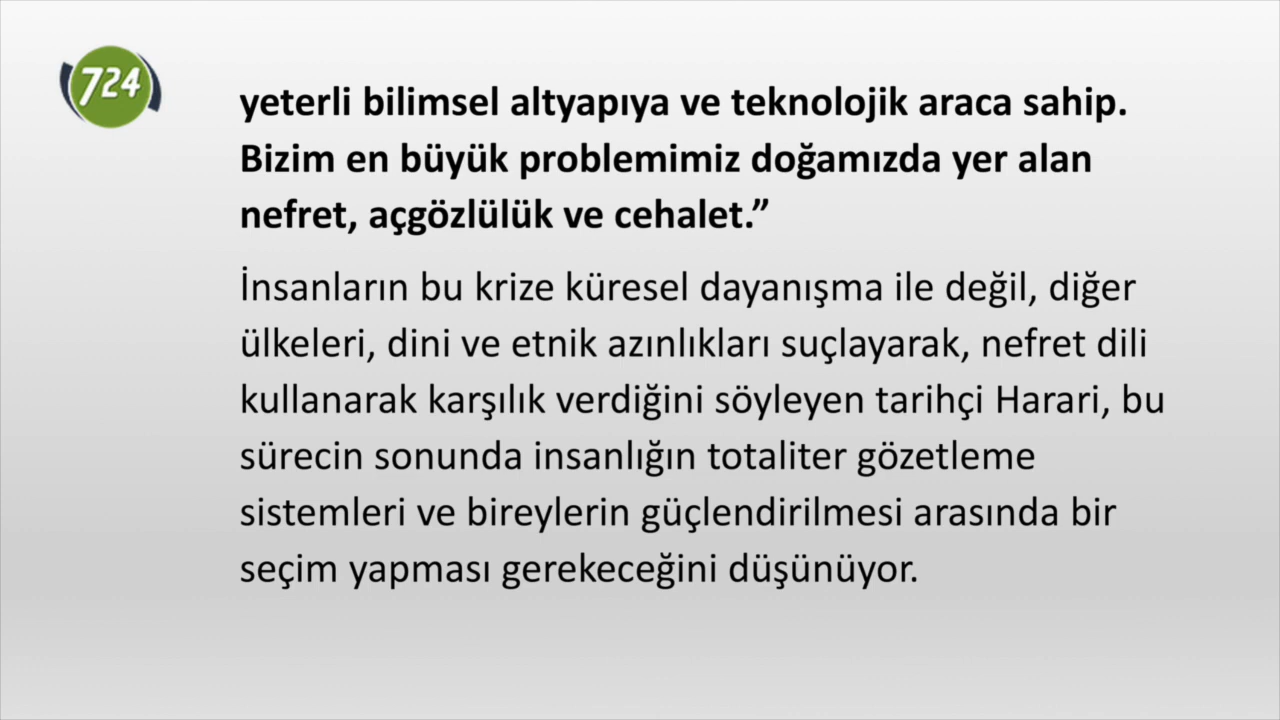 724
yeterli bilimsel altyapıya ve teknolojik araca sahip.
Bizim en büyük problemimiz doğamızda yer alan
nefret, açgözlülük ve cehalet.”
İnsanların bu krize küresel dayanışma ile değil, diğer
ülkeleri, dini ve etnik azınlıkları suçlayarak, nefret dili
kullanarak karşılık verdiğini söyleyen tarihçi Harari, bu
sürecin sonunda insanlığın totaliter gözetleme
sistemleri ve bireylerin güçlendirilmesi arasında bir
seçim yapması gerekeceğini düşünüyor.